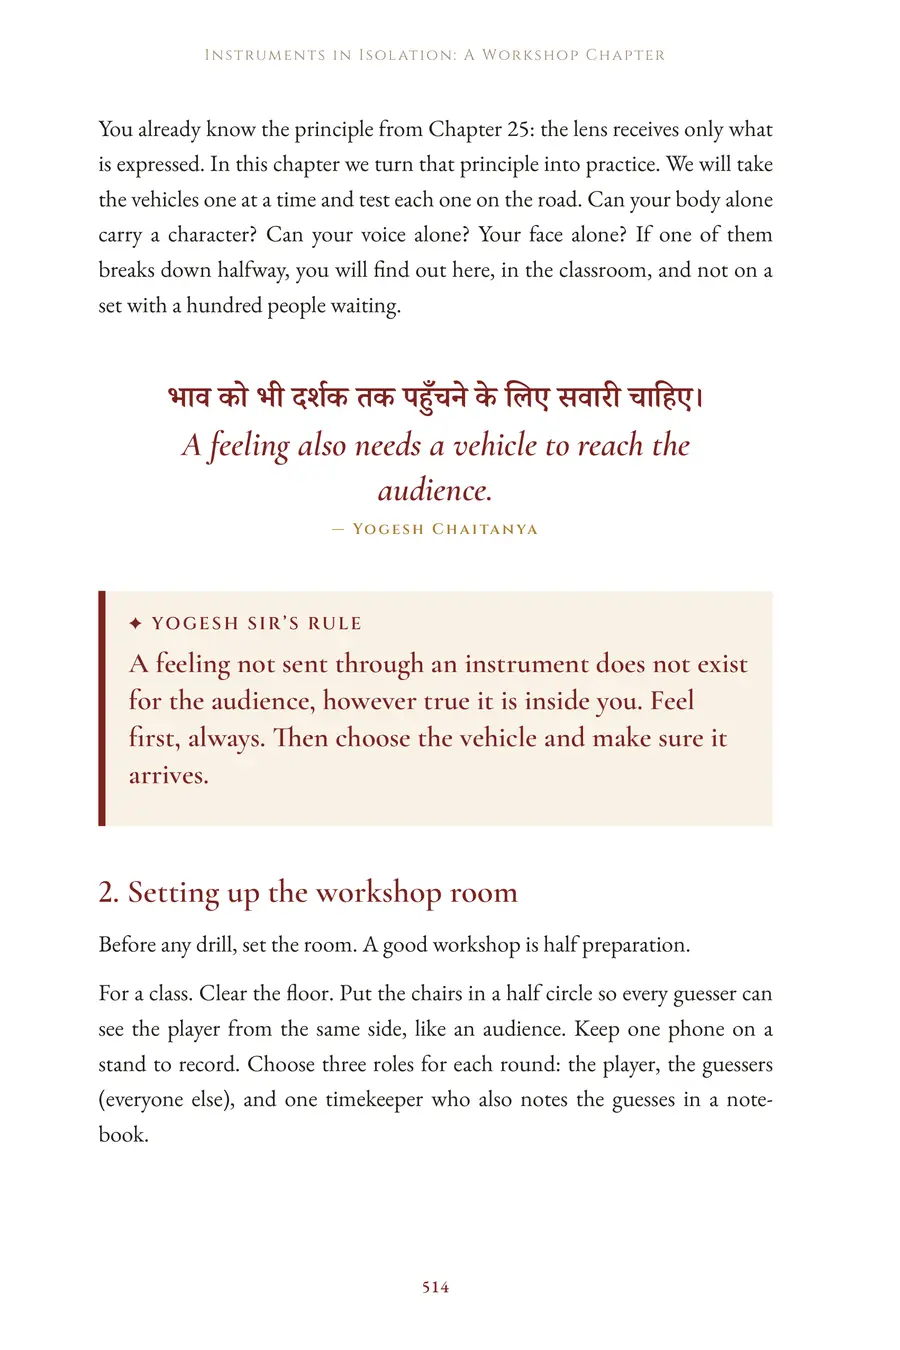 Instruments in Isolation: A Workshop Chapter
You already know the principle from Chapter 25: the lens receives only what
is expressed. In this chapter we turn that principle into practice. We will take
the vehicles one at a time and test each one on the road. Can your body alone
carry a character? Can your voice alone? Your face alone? If one of them
breaks down halfway, you will find out here, in the classroom, and not on a
set with a hundred people waiting.
भाव को भी दर्शक तक पहुँचने के लिए सवारी चाहिए।
A feeling also needs a vehicle to reach the
audience.
— Yogesh Chaitanya
✦ YOGESH SIR’S RULE
A feeling not sent through an instrument does not exist
for the audience, however true it is inside you. Feel
first, always. Then choose the vehicle and make sure it
arrives.
2. Setting up the workshop room
Before any drill, set the room. A good workshop is half preparation.
For a class. Clear the floor. Put the chairs in a half circle so every guesser can
see the player from the same side, like an audience. Keep one phone on a
stand to record. Choose three roles for each round: the player, the guessers
(everyone else), and one timekeeper who also notes the guesses in a note-
book.
514